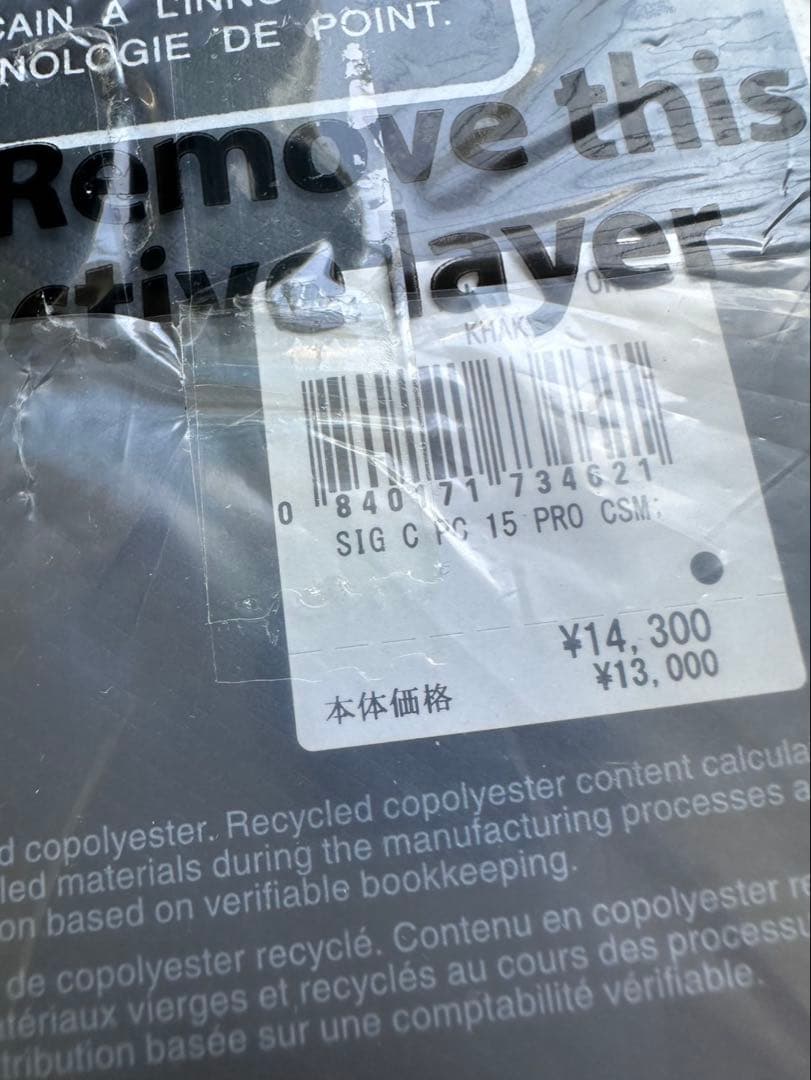 CAIN À L'INNO
NOLOGIE DE POINT.
Remove this
ctive layer
KHAKI
0 840171 734621
SIG C PC 15 PRO CSM;
¥14,300
¥13,000
本体価格
d copolyester. Recycled copolyester content calcula
led materials during the manufacturing processes a
on based on verifiable bookkeeping.
de copolyester recyclé. Contenu en copolyester r
tériaux vierges et recyclés au cours des processu
tribution basée sur une comptabilité vérifiable.